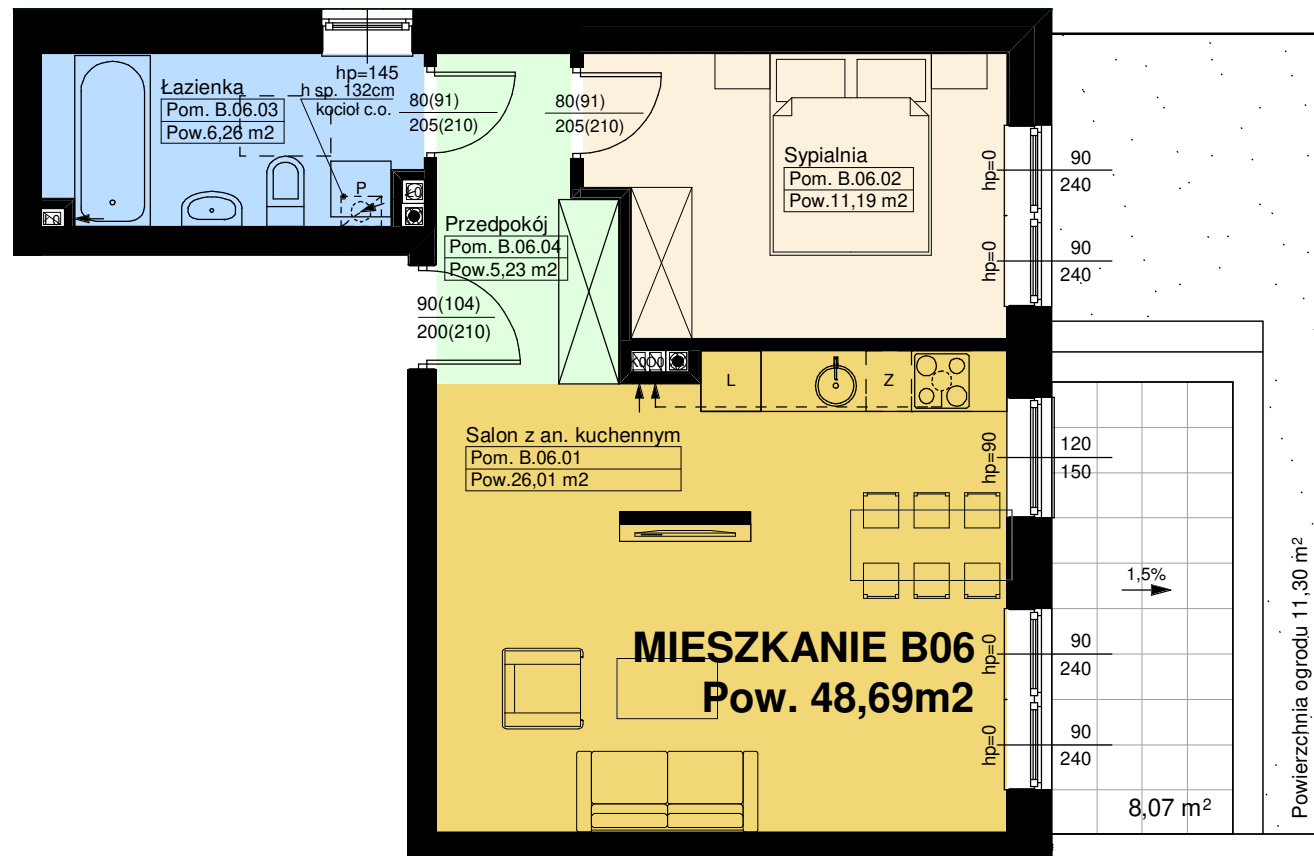 Łazienka
Pom. B.06.03
Pow.6,26 m2
hp=145
h sp. 132cm
kocioł c.o.
P
80(91)
205(210)
80(91)
205(210)
Sypialnia
Pom. B.06.02
Pow.11,19 m2
hp=0
90
240
hp=0
90
240
Przedpokój
Pom. B.06.04
Pow.5,23 m2
90(104)
200(210)
L
Z
Salon z an. kuchennym
Pom. B.06.01
Pow.26,01 m2
hp=90
120
150
1,5%
MIESZKANIE B06
Pow. 48,69m2
hp=0
90
240
hp=0
90
240
8,07 m²
Powierzchnia ogrodu 11,30 m²